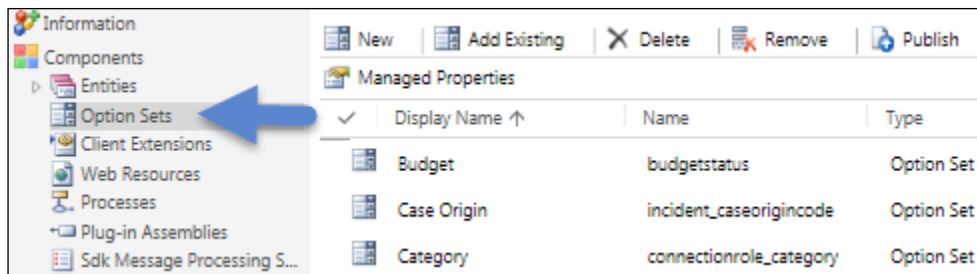 Information
Components
Entities
Option Sets
Client Extensions
Web Resources
Processes
Plug-in Assemblies
Sdk Message Processing S...
New Add Existing Delete Remove Publish
Managed Properties
Display Name Name Type
Budget budgetstatus Option Set
Case Origin incident_caseorigincode Option Set
Category connectionrole_category Option Set